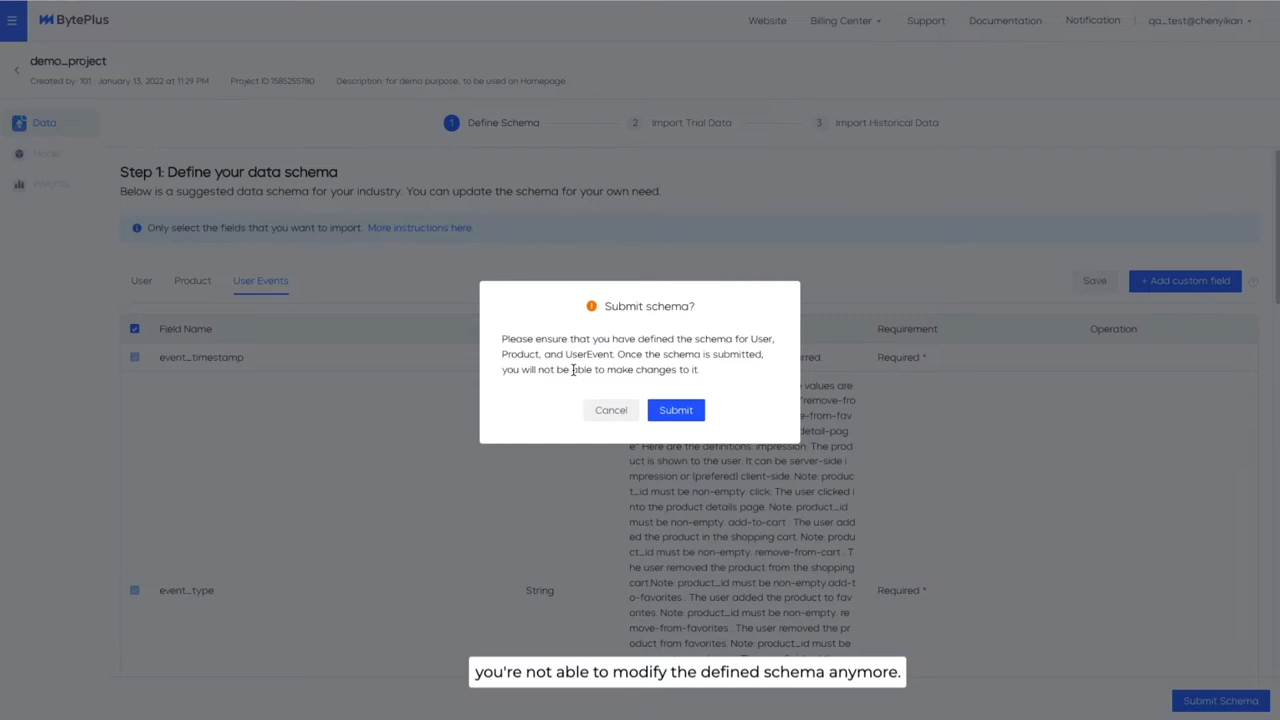 BytePlus
Website
Billing Center
Support
Documentation
Notification
qa_test@chenyikan
demo_project
Created by: 101
January 13, 2022 at 11:29 PM
Project ID 1585255780
Description: for demo purpose, to be used on Homepage
Data
Model
Insights
1 Define Schema
2 Import Trial Data
3 Import Historical Data
Step 1: Define your data schema
Below is a suggested data schema for your industry. You can update the schema for your own need.
Only select the fields that you want to import. More instructions here.
User
Product
User Events
Save
+ Add custom field
Field Name
Requirement
Operation
event_timestamp
Required *
Submit schema?
Please ensure that you have defined the schema for User,
Product, and UserEvent. Once the schema is submitted,
you will not be able to make changes to it.
Cancel
Submit
values are
"remove-fro
-from-fav
detail-pag
e" Here are the definitions: impression: The prod
uct is shown to the user. It can be server-side i
mpression or (prefered) client-side. Note: produc
t_id must be non-empty. click: The user clicked i
nto the product details page. Note: product_id
must be non-empty. add-to-cart : The user add
ed the product in the shopping cart. Note: produ
ct_id must be non-empty. remove-from-cart : T
he user removed the product from the shopping
cart.Note: product_id must be non-empty.add-t
event_type
String
Required *
o-favorites : The user added the product to fav
orites. Note: product_id must be non-empty. re
move-from-favorites : The user removed the pr
oduct from favorites. Note: product_id must be
you're not able to modify the defined schema anymore.
Submit Schema